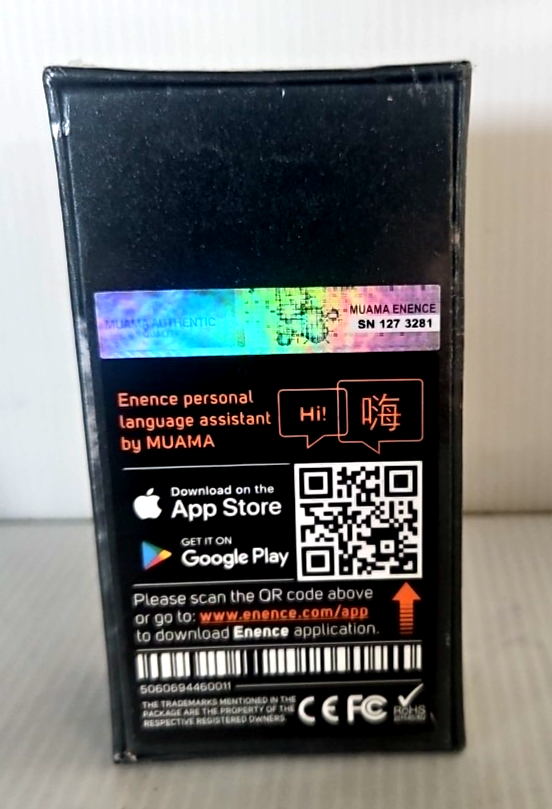 MUAMA AUTHENTIC
QUALITY
MUAMA ENENCE
SN 127 3281
Enence personal
language assistant
by MUAMA
Hi!
嗨
Download on the
App Store
GET IT ON
Google Play
Please scan the QR code above
or go to: www.enence.com/app
to download Enence application.
5060694460011
THE TRADEMARKS MENTIONED IN THE
PACKAGE ARE THE PROPERTY OF THE
RESPECTIVE REGISTERED OWNERS.
CE FC RoHS